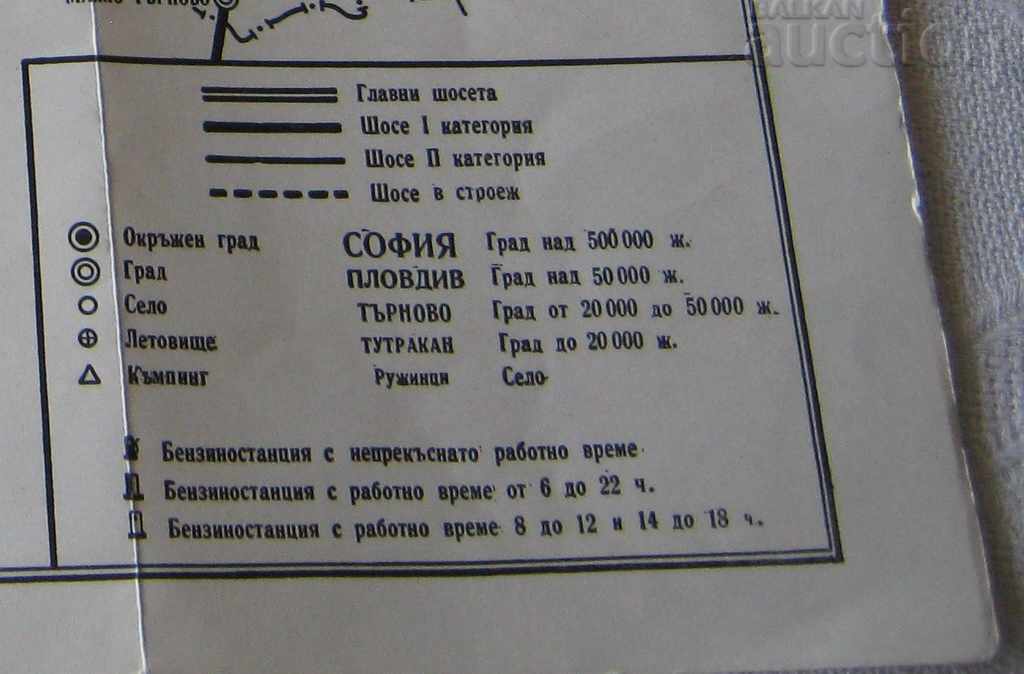 ТЪРНОВО
BALKAN
auction
Главни шосета
Шосе I категория
Шосе II категория
Шосе в строеж
Окръжен град СОФИЯ Град над 500 000 ж.
Град ПЛОВДИВ Град над 50 000 ж.
Село ТЪРНОВО Град от 20 000 до 50 000 ж.
Летовище ТУТРАКАН Град до 20 000 ж.
Къмпинг Ружинци Село
Бензиностанция с непрекъснато работно време
Бензиностанция с работно време от 6 до 22 ч.
Бензиностанция с работно време 8 до 12 и 14 до 18 ч.